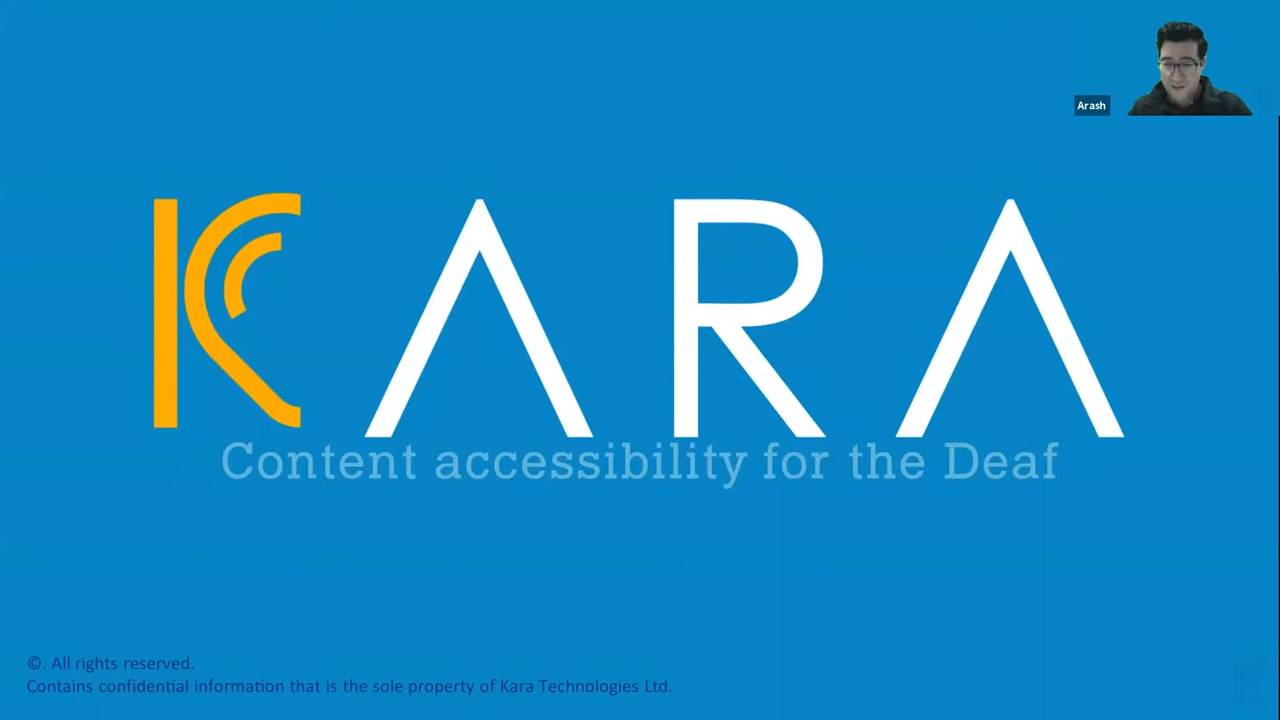 Arash
KARA
Content accessibility for the Deaf
©. All rights reserved.
Contains confidential information that is the sole property of Kara Technologies Ltd.